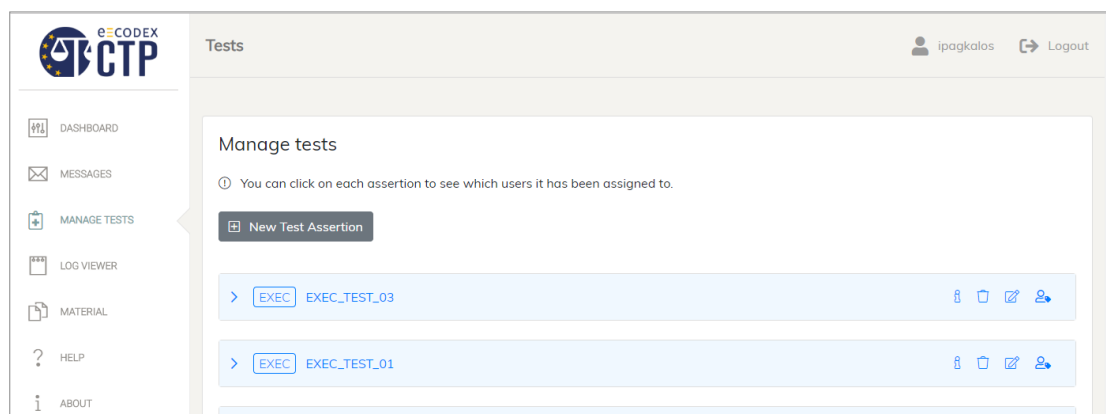 e-CODEX
CTP
Tests
ipagkalos
Logout
DASHBOARD
MESSAGES
MANAGE TESTS
LOG VIEWER
MATERIAL
HELP
ABOUT
Manage tests
You can click on each assertion to see which users it has been assigned to.
New Test Assertion
EXEC EXEC_TEST_03
EXEC EXEC_TEST_01